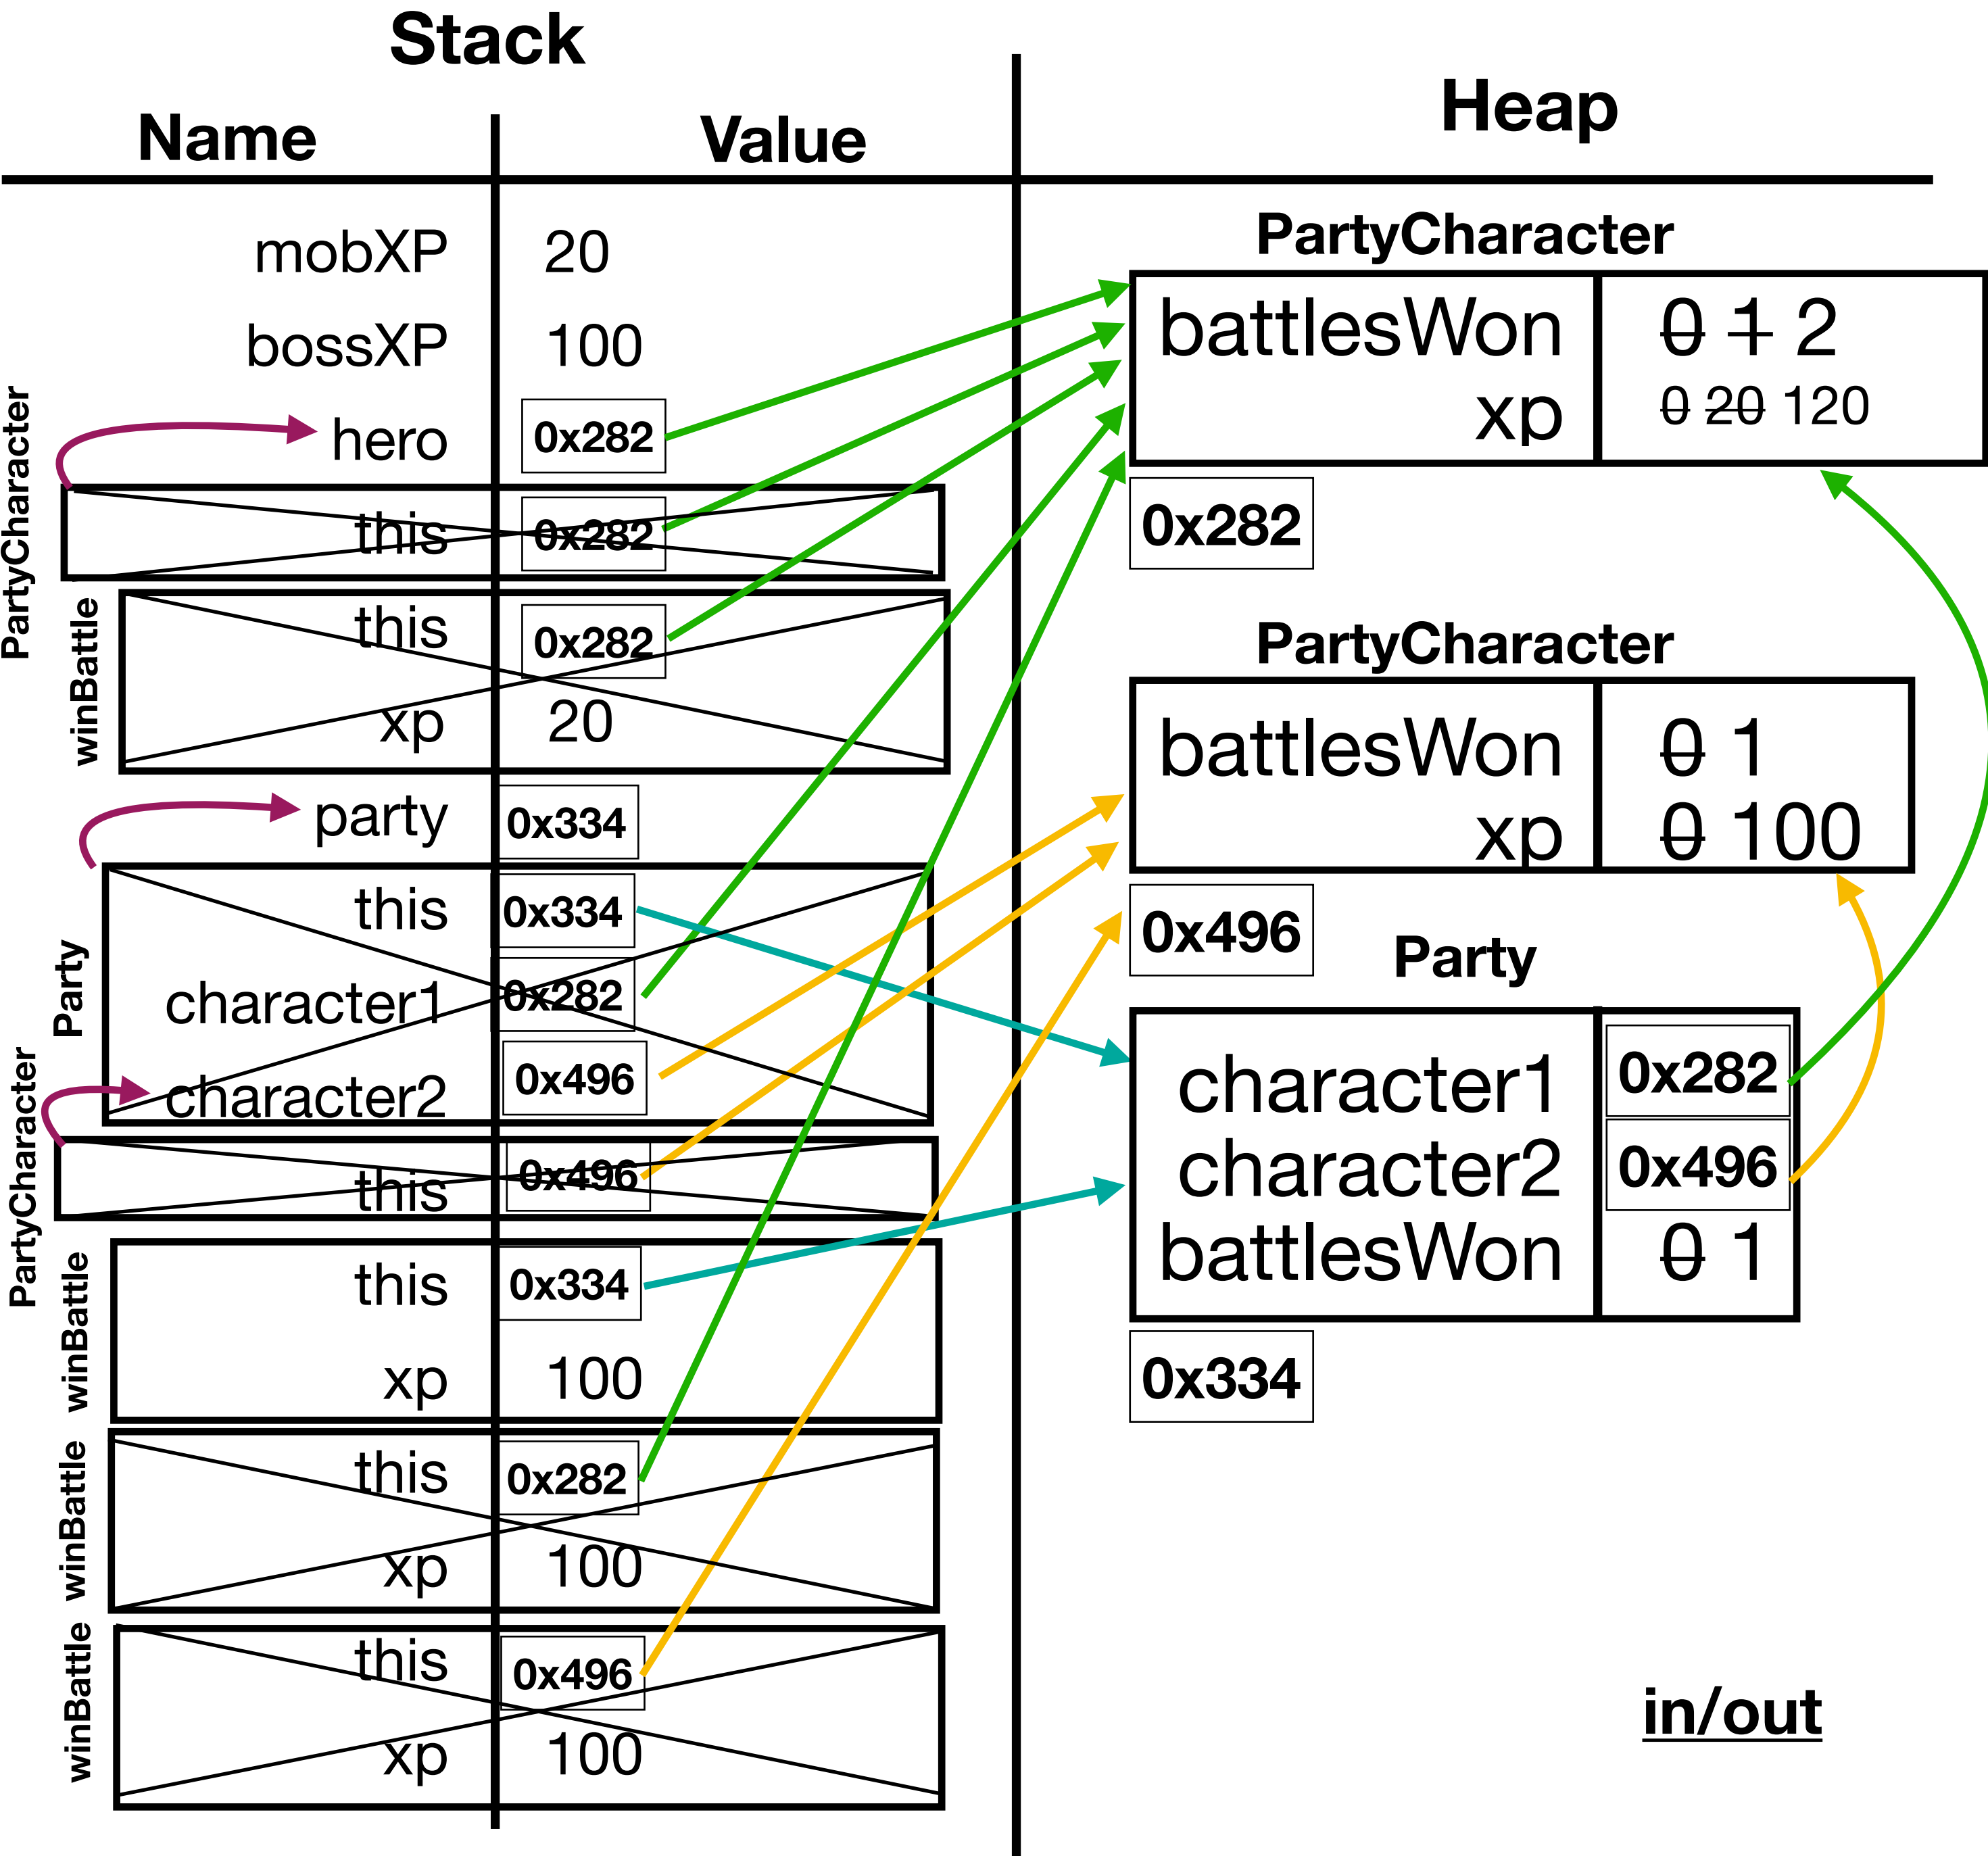 Stack
Name Value
mobXP 20
bossXP 100
hero 0x282
PartyCharacter
this 0x282
winBattle
this 0x282
xp 20
party 0x334
Party
this 0x334
character1 0x282
character2 0x496
PartyCharacter
this 0x496
winBattle
this 0x334
xp 100
winBattle
this 0x282
xp 100
winBattle
this 0x496
xp 100
Heap
PartyCharacter
battlesWon 0 1 2
xp 0 20 120
0x282
PartyCharacter
battlesWon 0 1
xp 0 100
0x496
Party
character1 0x282
character2 0x496
battlesWon 0 1
0x334
in/out